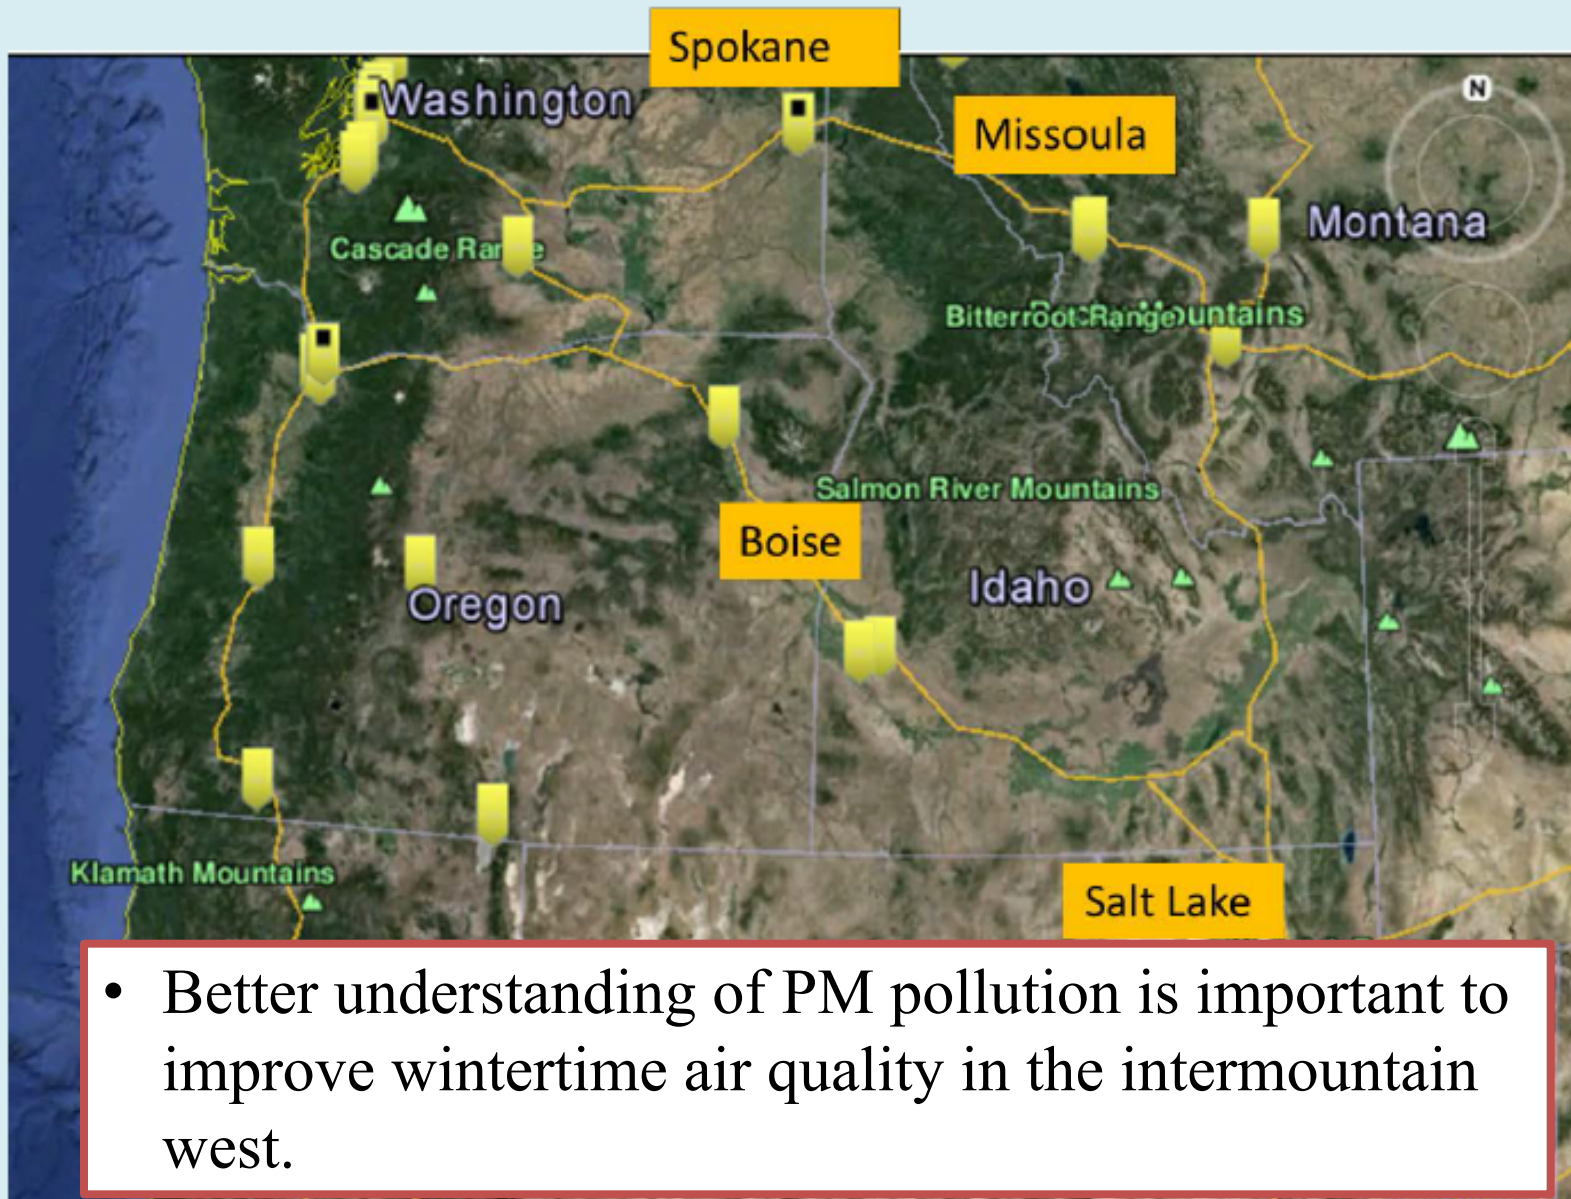 Spokane
Washington
N
Missoula
Montana
Cascade Range
Bitterroot Range
Mountains
Salmon River Mountains
Boise
Idaho
Oregon
Klamath Mountains
Salt Lake
• Better understanding of PM pollution is important to
improve wintertime air quality in the intermountain
west.